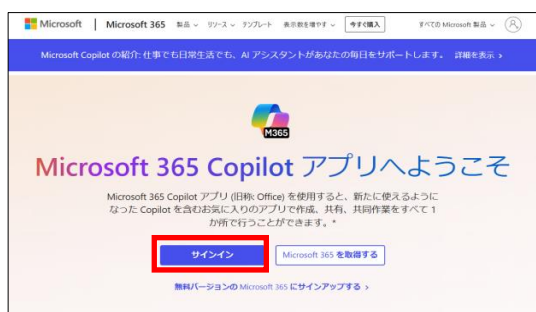 Microsoft | Microsoft 365 製品 リソース テンプレート 表示数を増やす 今すぐ購入 すべての Microsoft 製品
Microsoft Copilot の紹介: 仕事でも日常生活でも、AI アシスタントがあなたの毎日をサポートします。 詳細を表示 >
M365
Microsoft 365 Copilot アプリへようこそ
Microsoft 365 Copilot アプリ (旧称: Office) を使用すると、新たに使えるように
なった Copilot を含むお気に入りのアプリで作成、共有、共同作業をすべて 1
か所で行うことができます。*
サインイン Microsoft 365 を取得する
無料バージョンの Microsoft 365 にサインアップする >